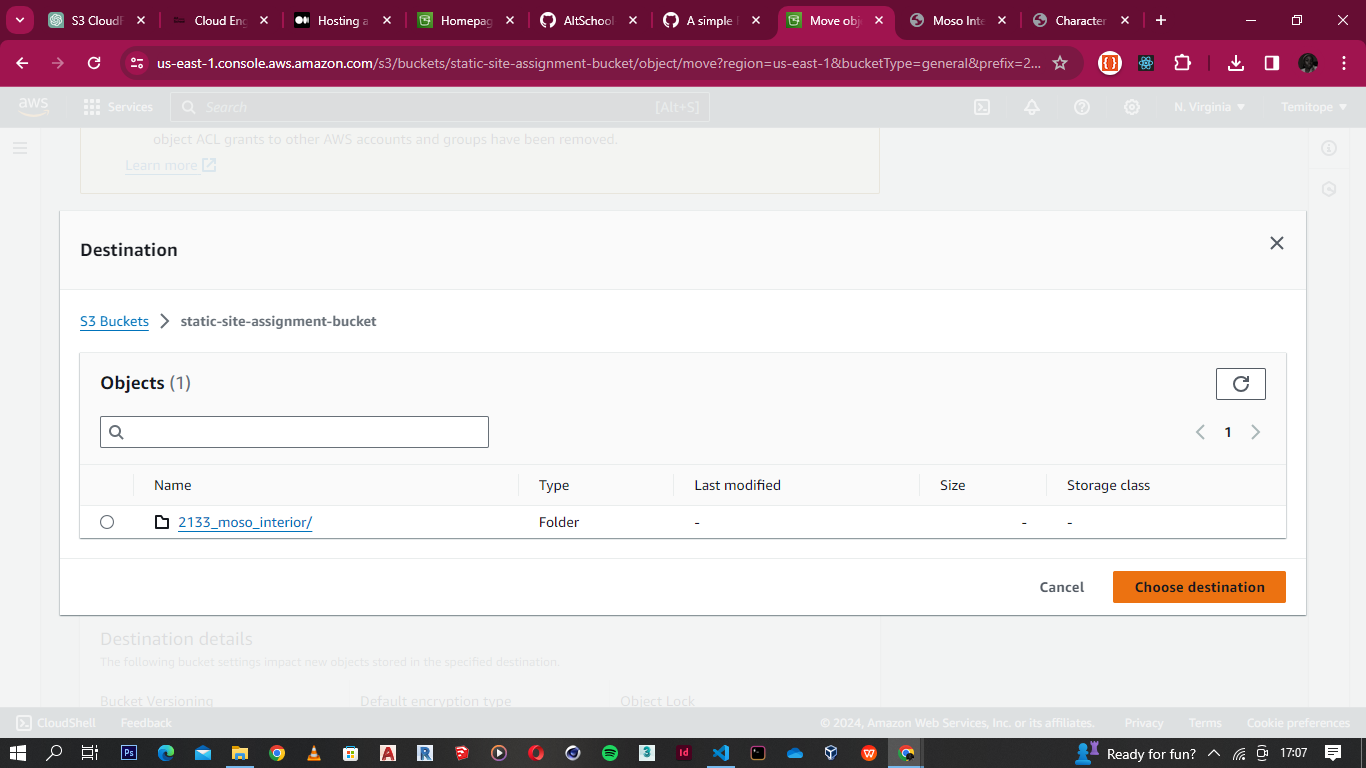 S3 CloudF
Cloud Eng
Hosting a
Homepag
AltSchool
A simple
Move obj
Moso Inte
Character
us-east-1.console.aws.amazon.com/s3/buckets/static-site-assignment-bucket/object/move?region=us-east-1&bucketType=general&prefix=2...
aws
Services
Search
[Alt+S]
N. Virginia
Temitope
object ACL grants to other AWS accounts and groups have been removed.
Learn more
Destination
S3 Buckets
static-site-assignment-bucket
Objects (1)
1
Name
Type
Last modified
Size
Storage class
2133_moso_interior/
Folder
-
-
-
Cancel
Choose destination
Destination details
The following bucket settings impact new objects stored in the specified destination.
Bucket Versioning
Default encryption type
Object Lock
CloudShell
Feedback
© 2024, Amazon Web Services, Inc. or its affiliates.
Privacy
Terms
Cookie preferences
Ready for fun?
17:07